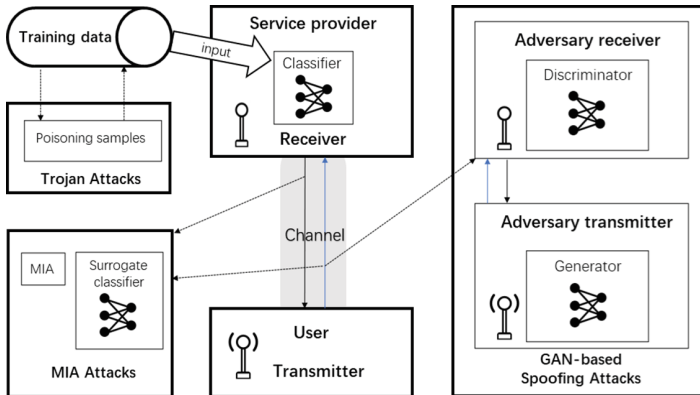 Training data
input
Service provider
Classifier
Receiver
Poisoning samples
Trojan Attacks
Channel
MIA
Surrogate
classifier
MIA Attacks
User
Transmitter
Adversary receiver
Discriminator
Adversary transmitter
Generator
GAN-based
Spoofing Attacks